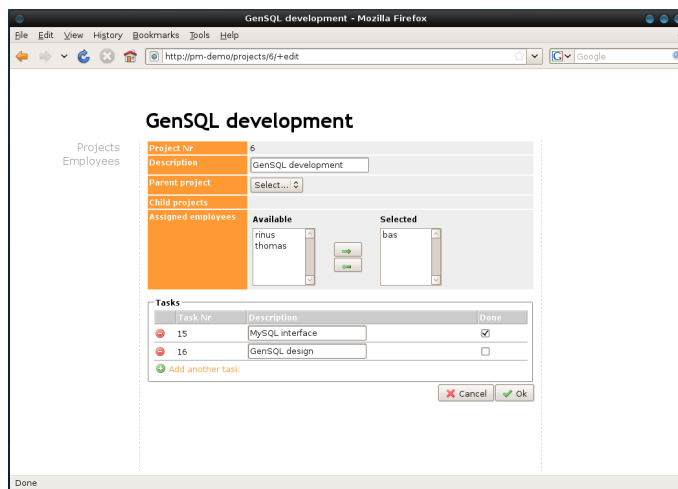 GenSQL development - Mozilla Firefox
File Edit View History Bookmarks Tools Help
http://pm-demo/projects/6/+edit
Google
GenSQL development
Projects
Employees
Project Nr 6
Description GenSQL development
Parent project Select...
Child projects
Assigned employees Available Selected
rinus bas
thomas
Tasks
Task Nr Description Done
15 MySQL interface
16 GenSQL design
Add another task
Cancel Ok
Done